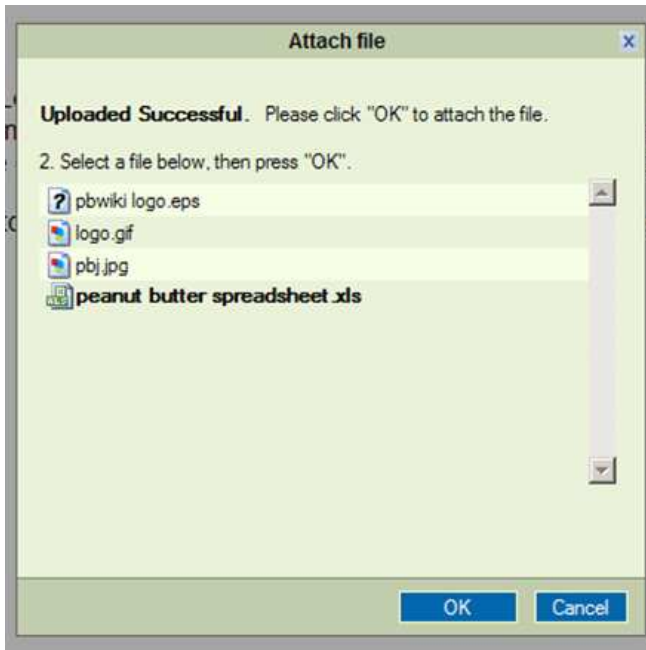 Attach file
x
Uploaded Successful. Please click "OK" to attach the file.
2. Select a file below, then press "OK".
pbwiki logo.eps
logo.gif
pbj.jpg
peanut butter spreadsheet.xls
OK Cancel